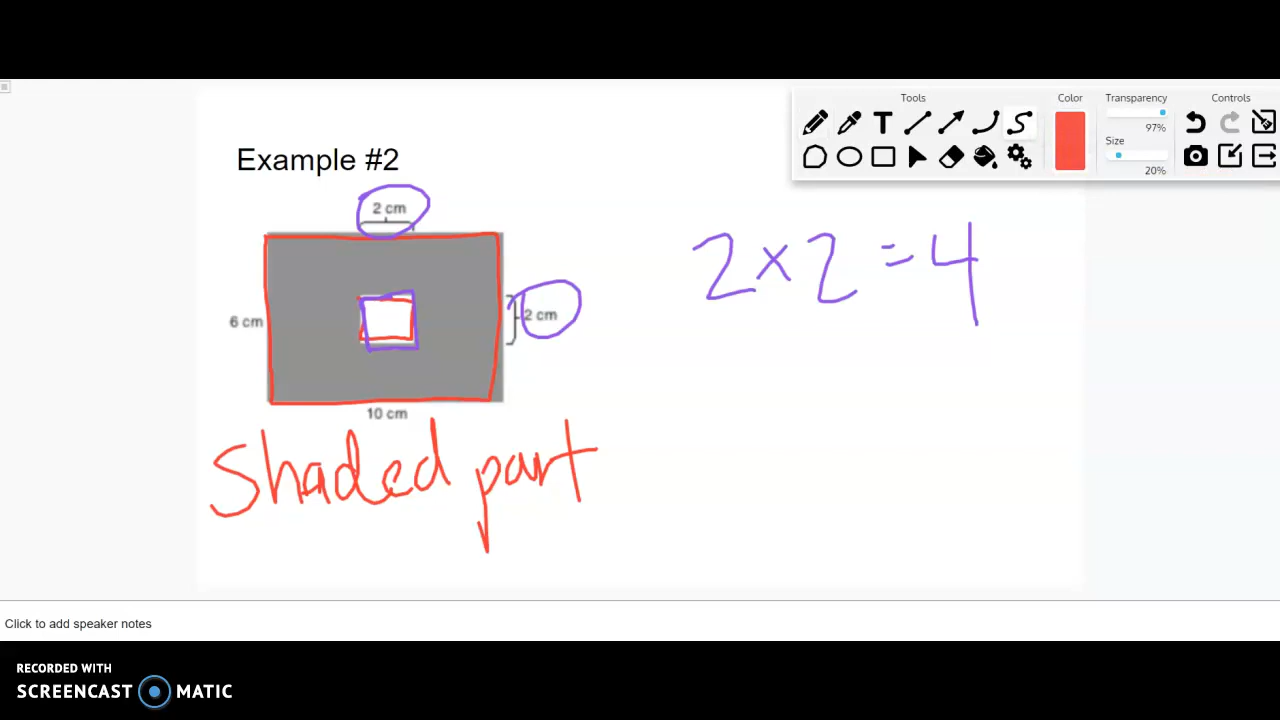 Tools
Color
Transparency
Controls
97%
Size
20%
Example #2
2 cm
2 × 2 = 4
6 cm
2 cm
10 cm
Shaded part
Click to add speaker notes
RECORDED WITH
SCREENCAST MATIC